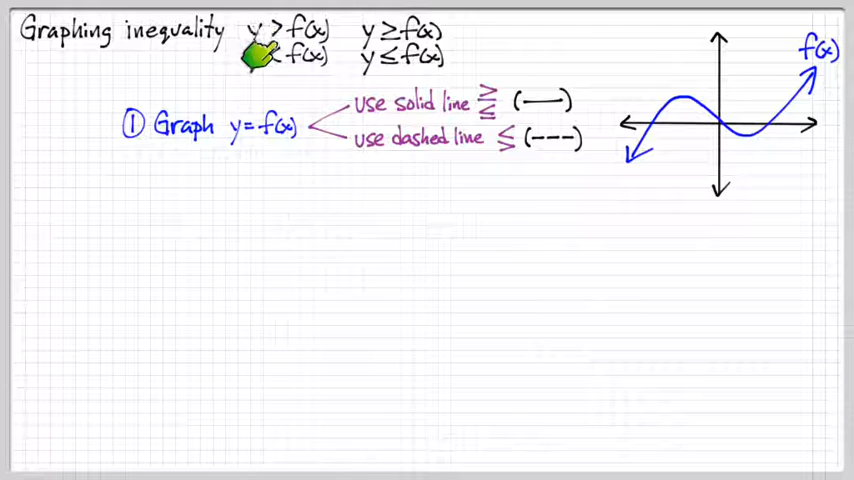 Graphing inequality y > f(x) y ≥ f(x)
< f(x) y ≤ f(x)
f(x)
use solid line ≥ ≤ (—)
① Graph y = f(x)
use dashed line ≤ > (---)